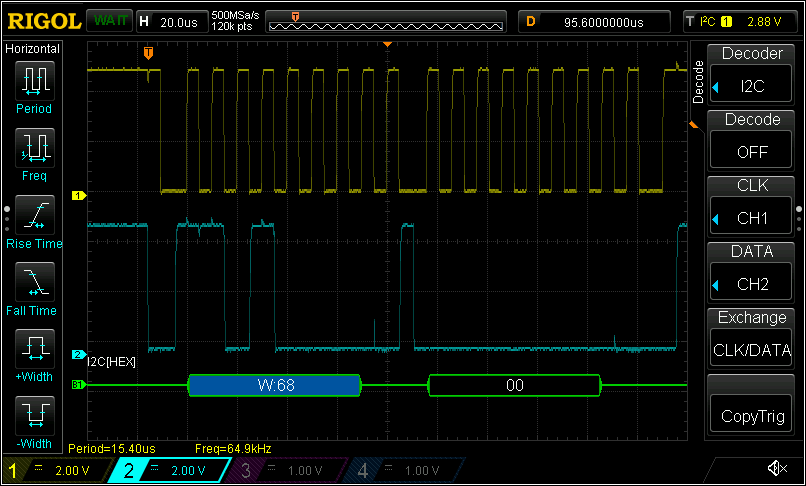 RIGOL WAIT H 20.0us 500MSa/s 120k pts T D 95.6000000us T I²C 1 2.88 V
Horizontal
Period
Freq
Rise Time
Fall Time
+Width
-Width
T
1
2
I2C[HEX]
B1 W:68 00
Period=15.40us Freq=64.9kHz
Decode
Decoder
I2C
Decode
OFF
CLK
CH1
DATA
CH2
Exchange
CLK/DATA
CopyTrig
1 2.00 V 2 2.00 V 3 1.00 V 4 1.00 V